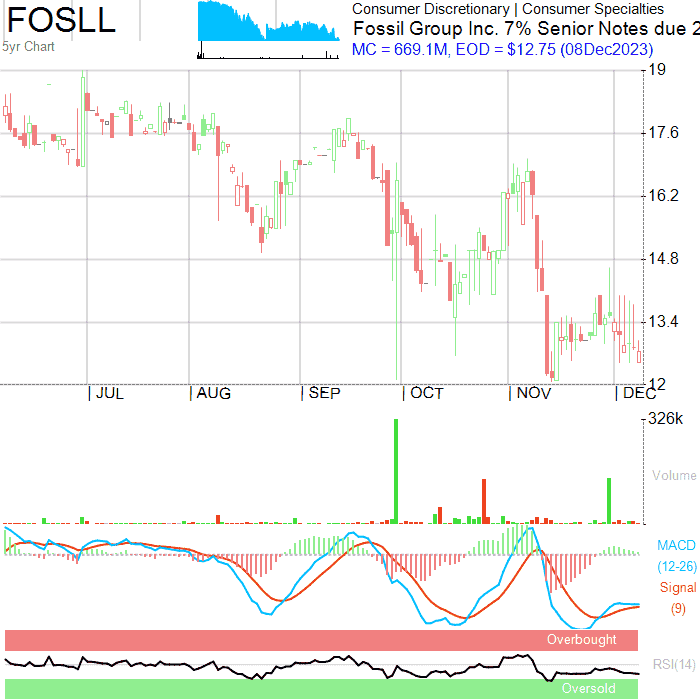 FOSLL
5yr Chart
Consumer Discretionary | Consumer Specialties
Fossil Group Inc. 7% Senior Notes due 2
MC = 669.1M, EOD = $12.75 (08Dec2023)
19
17.6
16.2
14.8
13.4
12
JUL AUG SEP OCT NOV DEC
326k
Volume
MACD
(12-26)
Signal
(9)
Overbought
RSI(14)
Oversold